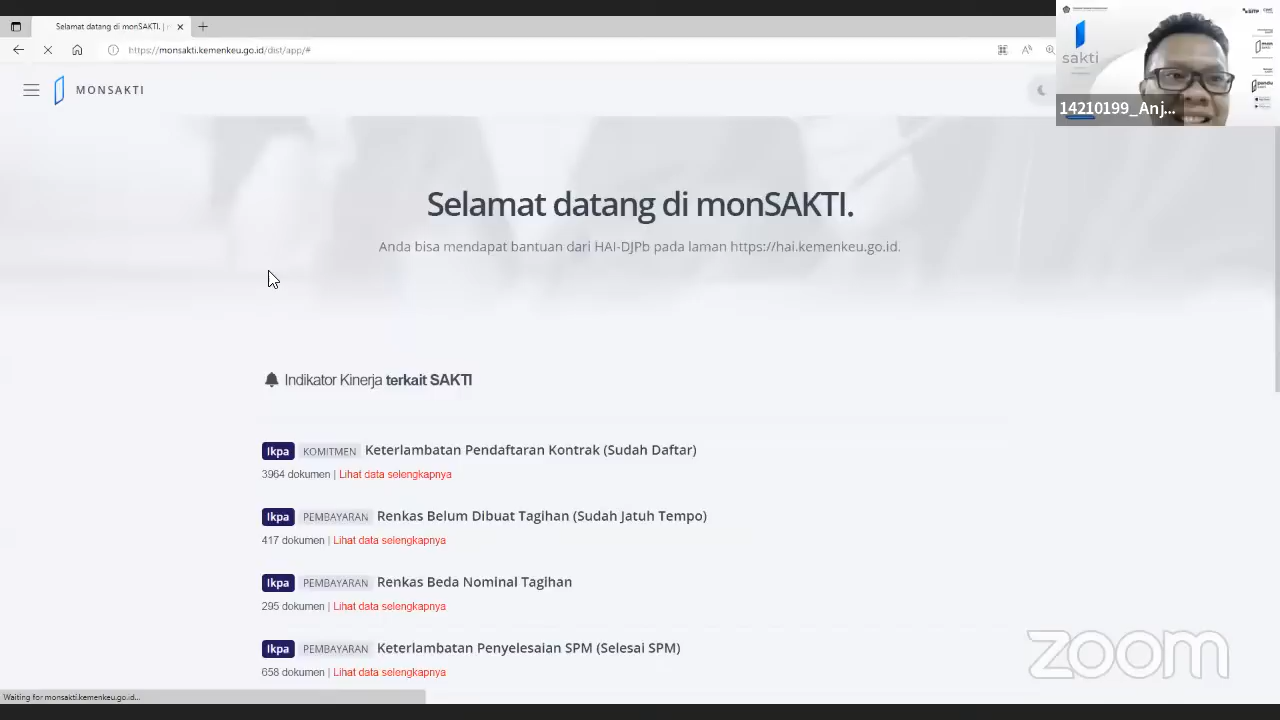 Selamat datang di monSAKTI. |
https://monsakti.kemenkeu.go.id/dist/app/#
MONSAKTI
sakti
14210199_Anj...
Selamat datang di monSAKTI.
Anda bisa mendapat bantuan dari HAI-DJPb pada laman https://hai.kemenkeu.go.id.
Indikator Kinerja terkait SAKTI
Ikpa KOMITMEN Keterlambatan Pendaftaran Kontrak (Sudah Daftar)
3964 dokumen | Lihat data selengkapnya
Ikpa PEMBAYARAN Renkas Belum Dibuat Tagihan (Sudah Jatuh Tempo)
417 dokumen | Lihat data selengkapnya
Ikpa PEMBAYARAN Renkas Beda Nominal Tagihan
295 dokumen | Lihat data selengkapnya
Ikpa PEMBAYARAN Keterlambatan Penyelesaian SPM (Selesai SPM)
658 dokumen | Lihat data selengkapnya
zoom
Waiting for monsakti.kemenkeu.go.id...